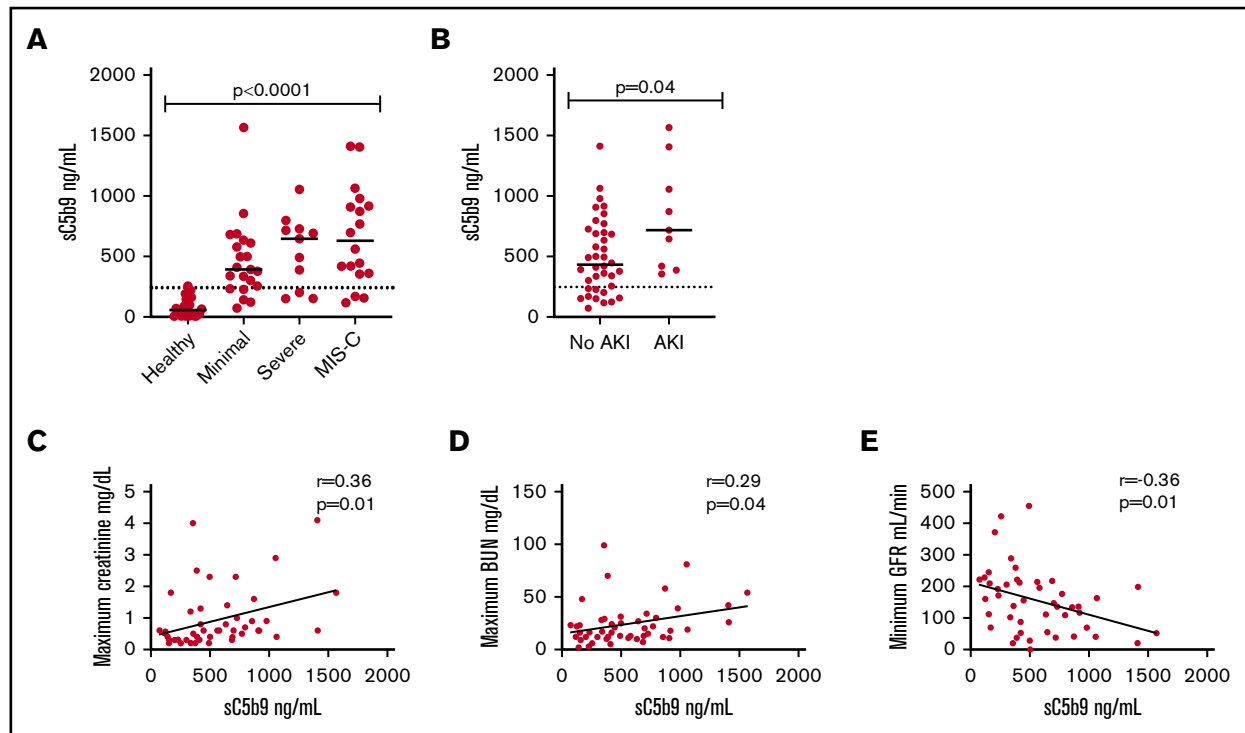 A
sC5b9 ng/mL
2000
1500
1000
500
0
p<0.0001
Healthy
Minimal
Severe
MIS-C
B
sC5b9 ng/mL
2000
1500
1000
500
0
p=0.04
No AKI
AKI
C
Maximum creatinine mg/dL
5
4
3
2
1
0
r=0.36
p=0.01
0 500 1000 1500 2000
sC5b9 ng/mL
D
Maximum BUN mg/dL
150
100
50
0
r=0.29
p=0.04
0 500 1000 1500 2000
sC5b9 ng/mL
E
Minimum GFR mL/min
500
400
300
200
100
0
r=-0.36
p=0.01
0 500 1000 1500 2000
sC5b9 ng/mL